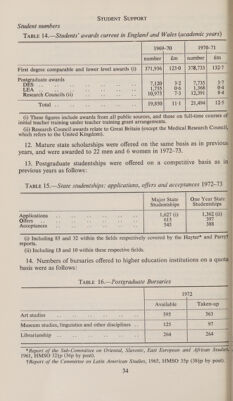 STUDENT SUPPORT
Student numbers
TABLE 14.—Students' awards current in England and Wales (academic years)
1969–70 1970–71
number £m number £m
First degree comparable and lower level awards (i) 371,936 123·0 378,733 132·7
Postgraduate awards
DES 7,120 3·2 7,735 3·7
LEA 1,735 0·6 1,368 0·4
Research Councils (ii) 10,975 7·3 12,391 8·4
Total 19,830 11·1 21,494 12·5
(i) These figures include awards from all public sources, and those on full-time courses of
initial teacher training under teacher training grant arrangements.
(ii) Research Council awards relate to Great Britain (except the Medical Research Council,
which refers to the United Kingdom).
12. Mature state scholarships were offered on the same basis as in previous
years, and were awarded to 22 men and 6 women in 1972–73.
13. Postgraduate studentships were offered on a competitive basis as in
previous years as follows:
TABLE 15.—State studentships: applications, offers and acceptances 1972–73
Major State Studentships One Year State Studentships
Applications 1,627 (i) 1,362 (ii)
Offers 613 397
Acceptances 543 388
(i) Including 83 and 32 within the fields respectively covered by the Hayter* and Parry†
reports.
(ii) Including 18 and 10 within these respective fields.
14. Numbers of bursaries offered to higher education institutions on a quota
basis were as follows:
TABLE 16.—Postgraduate Bursaries
1972
Available Taken-up
Art studies 395 363
Museum studies, linguistics and other disciplines 125 97
Librarianship 264 264
*Report of the Sub-Committee on Oriental, Slavonic, East European and African Studies,
1961, HMSO 32½p (36p by post).
†Report of the Committee on Latin American Studies, 1965, HMSO 35p (38½p by post).
34